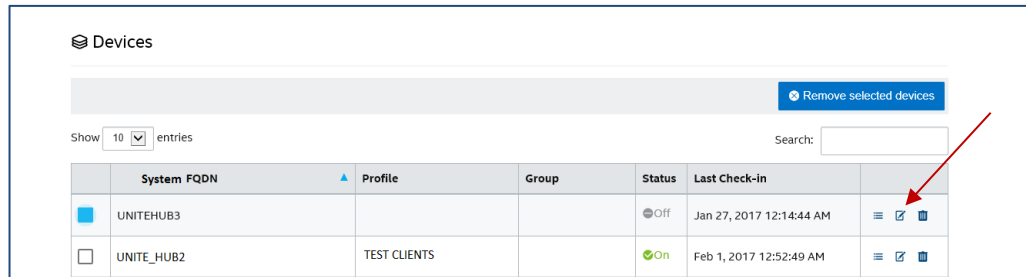 Devices
Remove selected devices
Show 10 entries Search:
System FQDN Profile Group Status Last Check-in
UNITEHUB3 Off Jan 27, 2017 12:14:44 AM
UNITE_HUB2 TEST CLIENTS On Feb 1, 2017 12:52:49 AM